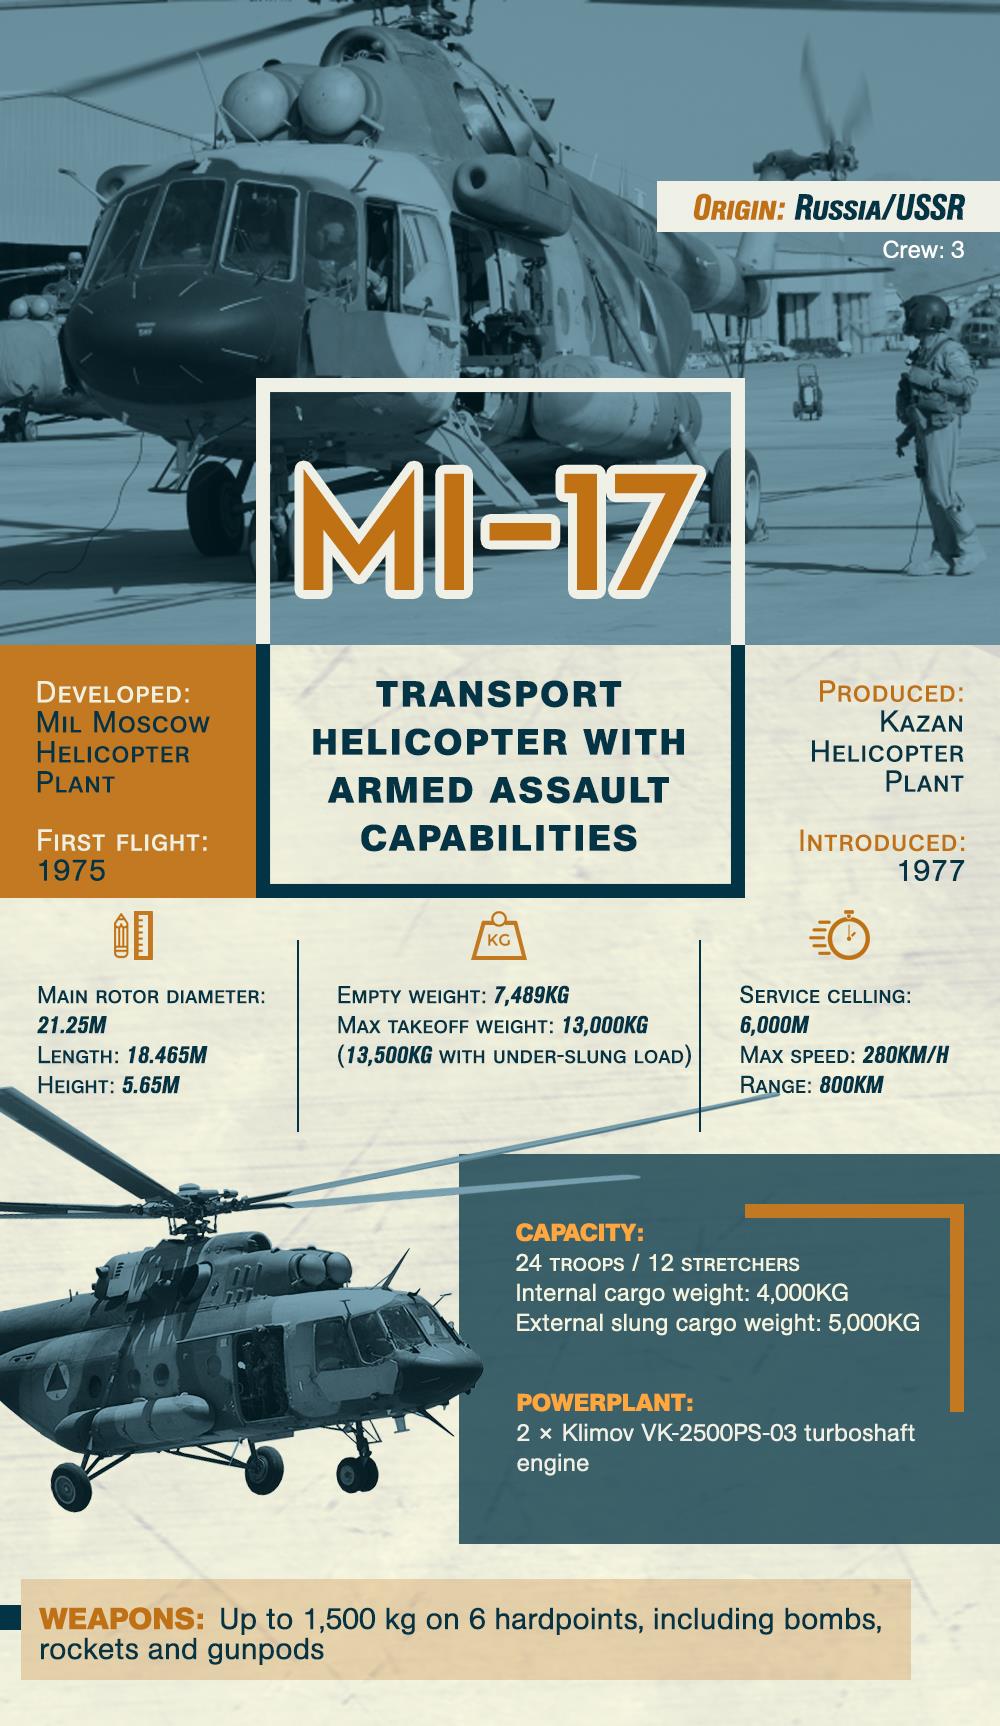 Origin: Russia/USSR
Crew: 3
MI-17
TRANSPORT
HELICOPTER WITH
ARMED ASSAULT
CAPABILITIES
Developed:
Mil Moscow
Helicopter
Plant
First flight:
1975
Produced:
Kazan
Helicopter
Plant
Introduced:
1977
Main rotor diameter:
21.25M
Length: 18.465M
Height: 5.65M
KG
Empty weight: 7,489KG
Max takeoff weight: 13,000KG
(13,500KG with under-slung load)
Service celling:
6,000M
Max speed: 280KM/H
Range: 800KM
CAPACITY:
24 troops / 12 stretchers
Internal cargo weight: 4,000KG
External slung cargo weight: 5,000KG
POWERPLANT:
2 × Klimov VK-2500PS-03 turboshaft
engine
WEAPONS: Up to 1,500 kg on 6 hardpoints, including bombs,
rockets and gunpods